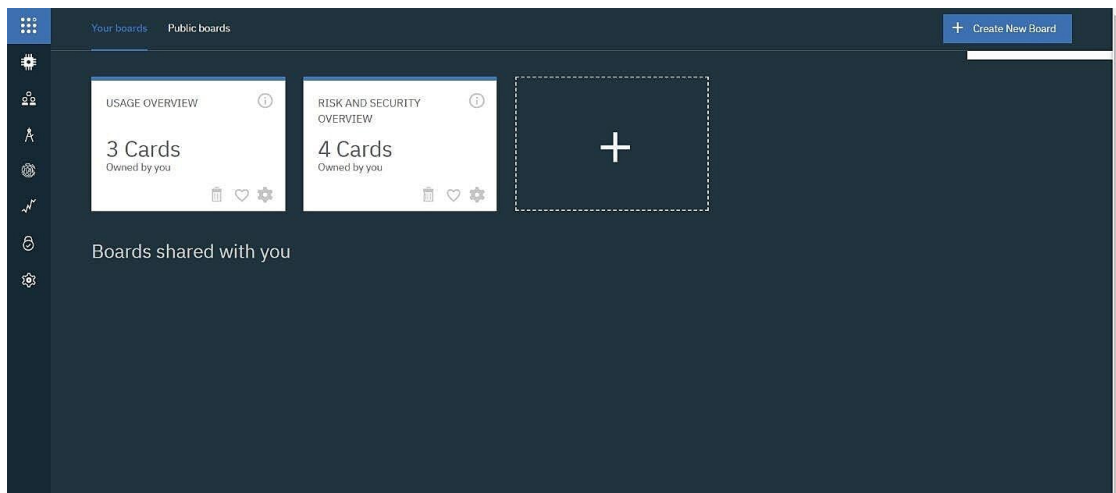 Your boards
Public boards
+ Create New Board
USAGE OVERVIEW
3 Cards
Owned by you
RISK AND SECURITY
OVERVIEW
4 Cards
Owned by you
Boards shared with you